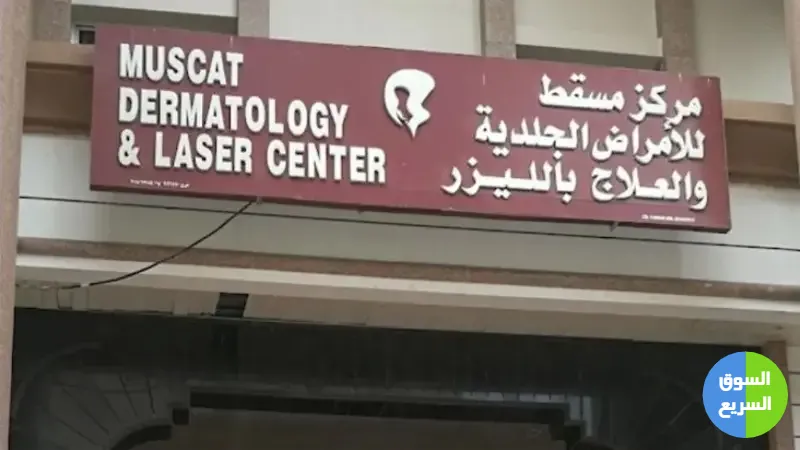 MUSCAT
DERMATOLOGY
& LASER CENTER
مركز مسقط
للأمراض الجلدية
والعلاج بالليزر
السوق
السريع